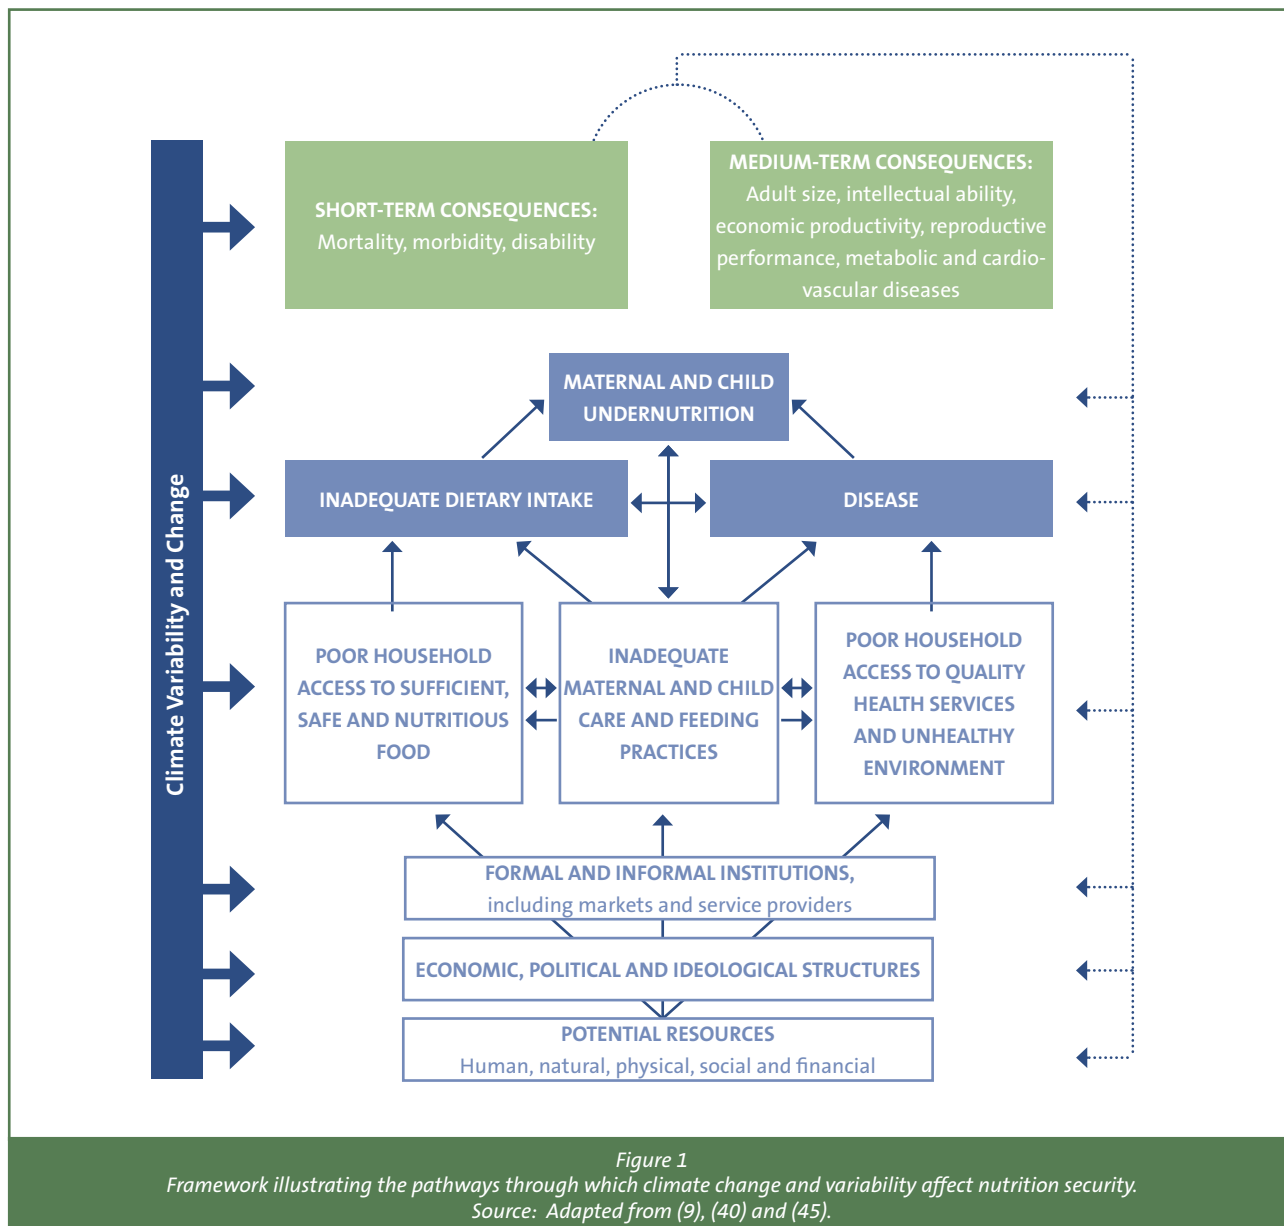 Climate Variability and Change
SHORT-TERM CONSEQUENCES:
Mortality, morbidity, disability
MEDIUM-TERM CONSEQUENCES:
Adult size, intellectual ability,
economic productivity, reproductive
performance, metabolic and cardio-
vascular diseases
MATERNAL AND CHILD
UNDERNUTRITION
INADEQUATE DIETARY INTAKE
DISEASE
POOR HOUSEHOLD
ACCESS TO SUFFICIENT,
SAFE AND NUTRITIOUS
FOOD
INADEQUATE
MATERNAL AND CHILD
CARE AND FEEDING
PRACTICES
POOR HOUSEHOLD
ACCESS TO QUALITY
HEALTH SERVICES
AND UNHEALTHY
ENVIRONMENT
FORMAL AND INFORMAL INSTITUTIONS,
including markets and service providers
ECONOMIC, POLITICAL AND IDEOLOGICAL STRUCTURES
POTENTIAL RESOURCES
Human, natural, physical, social and financial
Figure 1
Framework illustrating the pathways through which climate change and variability affect nutrition security.
Source: Adapted from (9), (40) and (45).